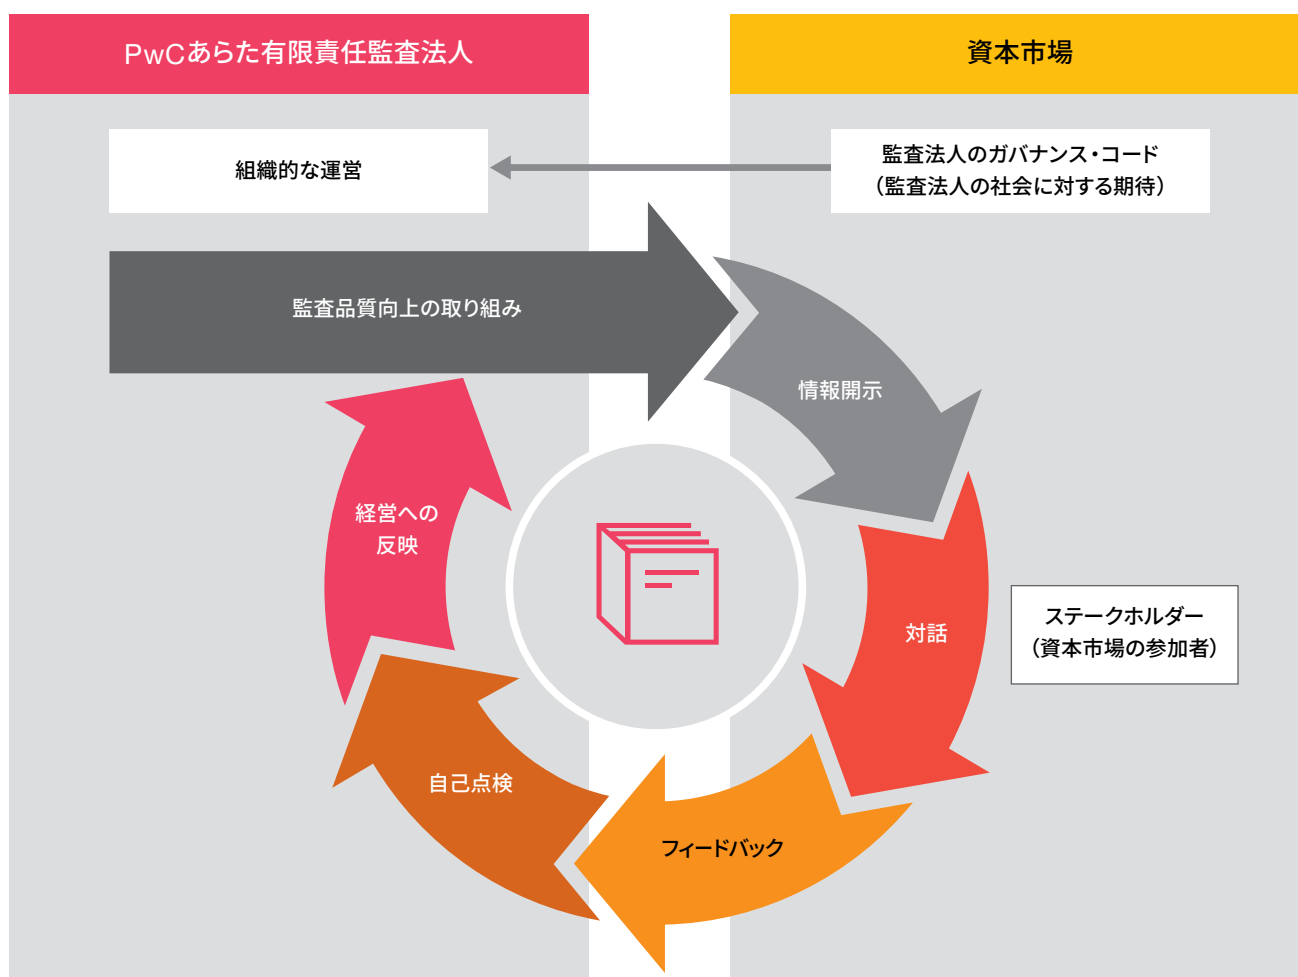 PwCあらた有限責任監査法人
資本市場
組織的な運営
監査法人のガバナンス・コード
（監査法人の社会に対する期待）
監査品質向上の取り組み
情報開示
対話
ステークホルダー
（資本市場の参加者）
フィードバック
自己点検
経営への
反映